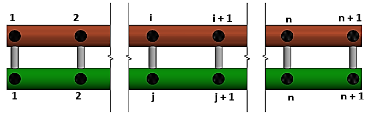 1 2 i i + 1 n n + 1
1 2 j j + 1 n n + 1